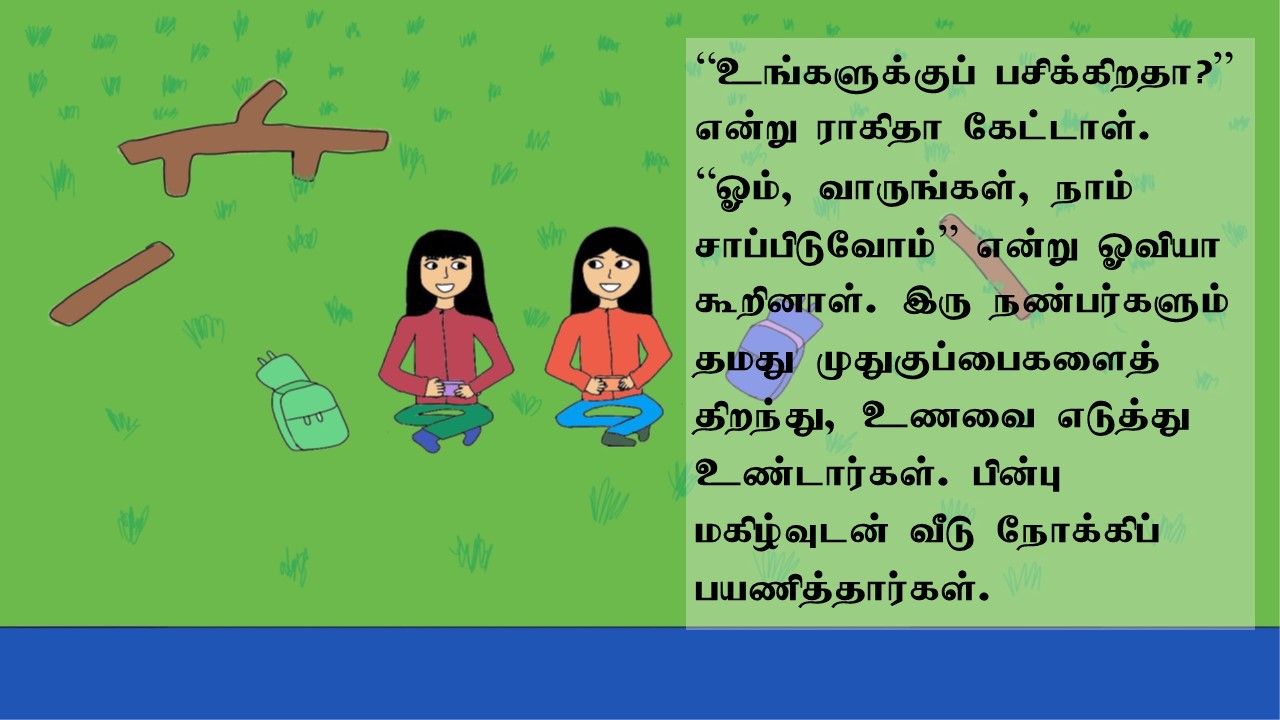 “உங்களுக்குப் பசிக்கிறதா?”
என்று ராகிதா கேட்டாள்.
“ஓம், வாருங்கள், நாம்
சாப்பிடுவோம்” என்று ஓவியா
கூறினாள். இரு நண்பர்களும்
தமது முதுகுப்பைகளைத்
திறந்து, உணவை எடுத்து
உண்டார்கள். பின்பு
மகிழ்வுடன் வீடு நோக்கிப்
பயணித்தார்கள்.